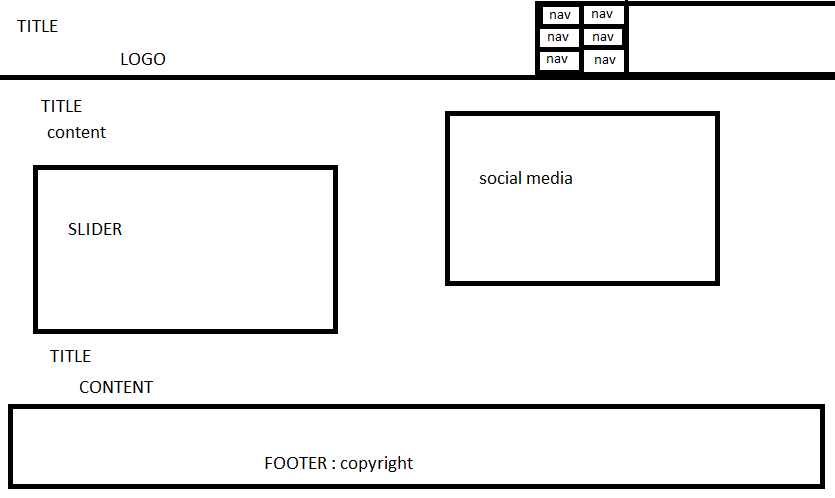 TITLE
LOGO
nav nav
nav nav
nav nav
TITLE
content
social media
SLIDER
TITLE
CONTENT
FOOTER : copyright